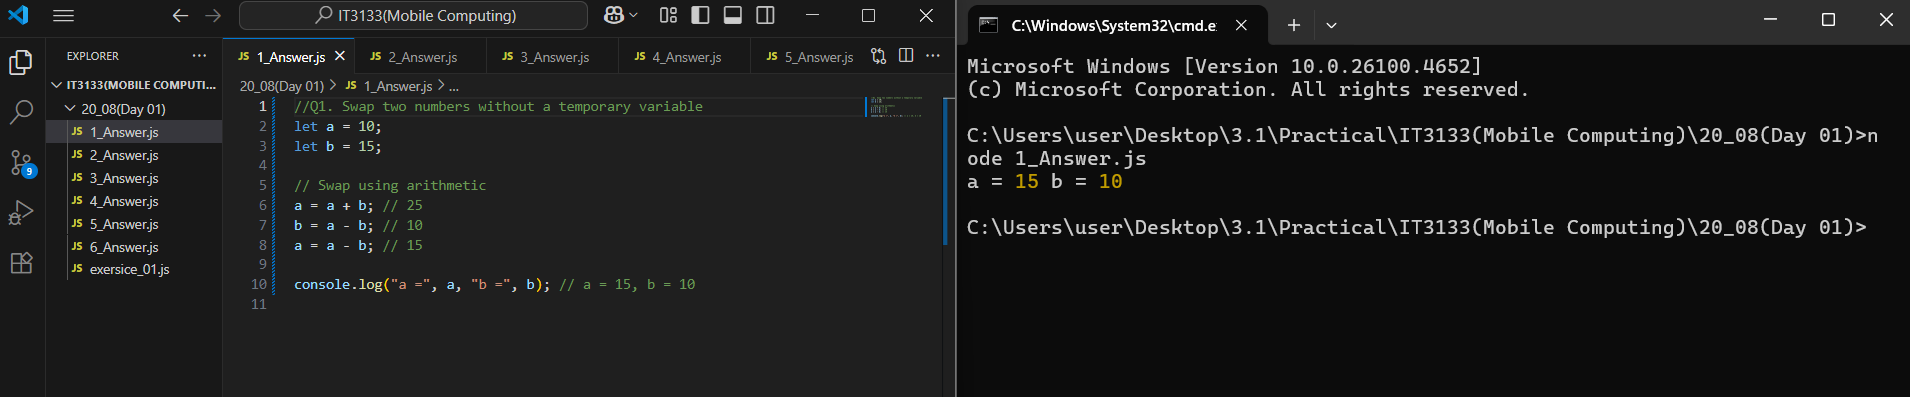 IT3133(Mobile Computing)
EXPLORER
IT3133(MOBILE COMPUTI...
20_08(Day 01)
JS 1_Answer.js
JS 2_Answer.js
JS 3_Answer.js
JS 4_Answer.js
JS 5_Answer.js
JS 6_Answer.js
JS exersice_01.js
9
JS 1_Answer.js
JS 2_Answer.js
JS 3_Answer.js
JS 4_Answer.js
JS 5_Answer.js
20_08(Day 01) > JS 1_Answer.js > ...
1 //Q1. Swap two numbers without a temporary variable
2 let a = 10;
3 let b = 15;
4
5 // Swap using arithmetic
6 a = a + b; // 25
7 b = a - b; // 10
8 a = a - b; // 15
9
10 console.log("a =", a, "b =", b); // a = 15, b = 10
11
C:\Windows\System32\cmd.e
Microsoft Windows [Version 10.0.26100.4652]
(c) Microsoft Corporation. All rights reserved.
C:\Users\user\Desktop\3.1\Practical\IT3133(Mobile Computing)\20_08(Day 01)>n
ode 1_Answer.js
a = 15 b = 10
C:\Users\user\Desktop\3.1\Practical\IT3133(Mobile Computing)\20_08(Day 01)>